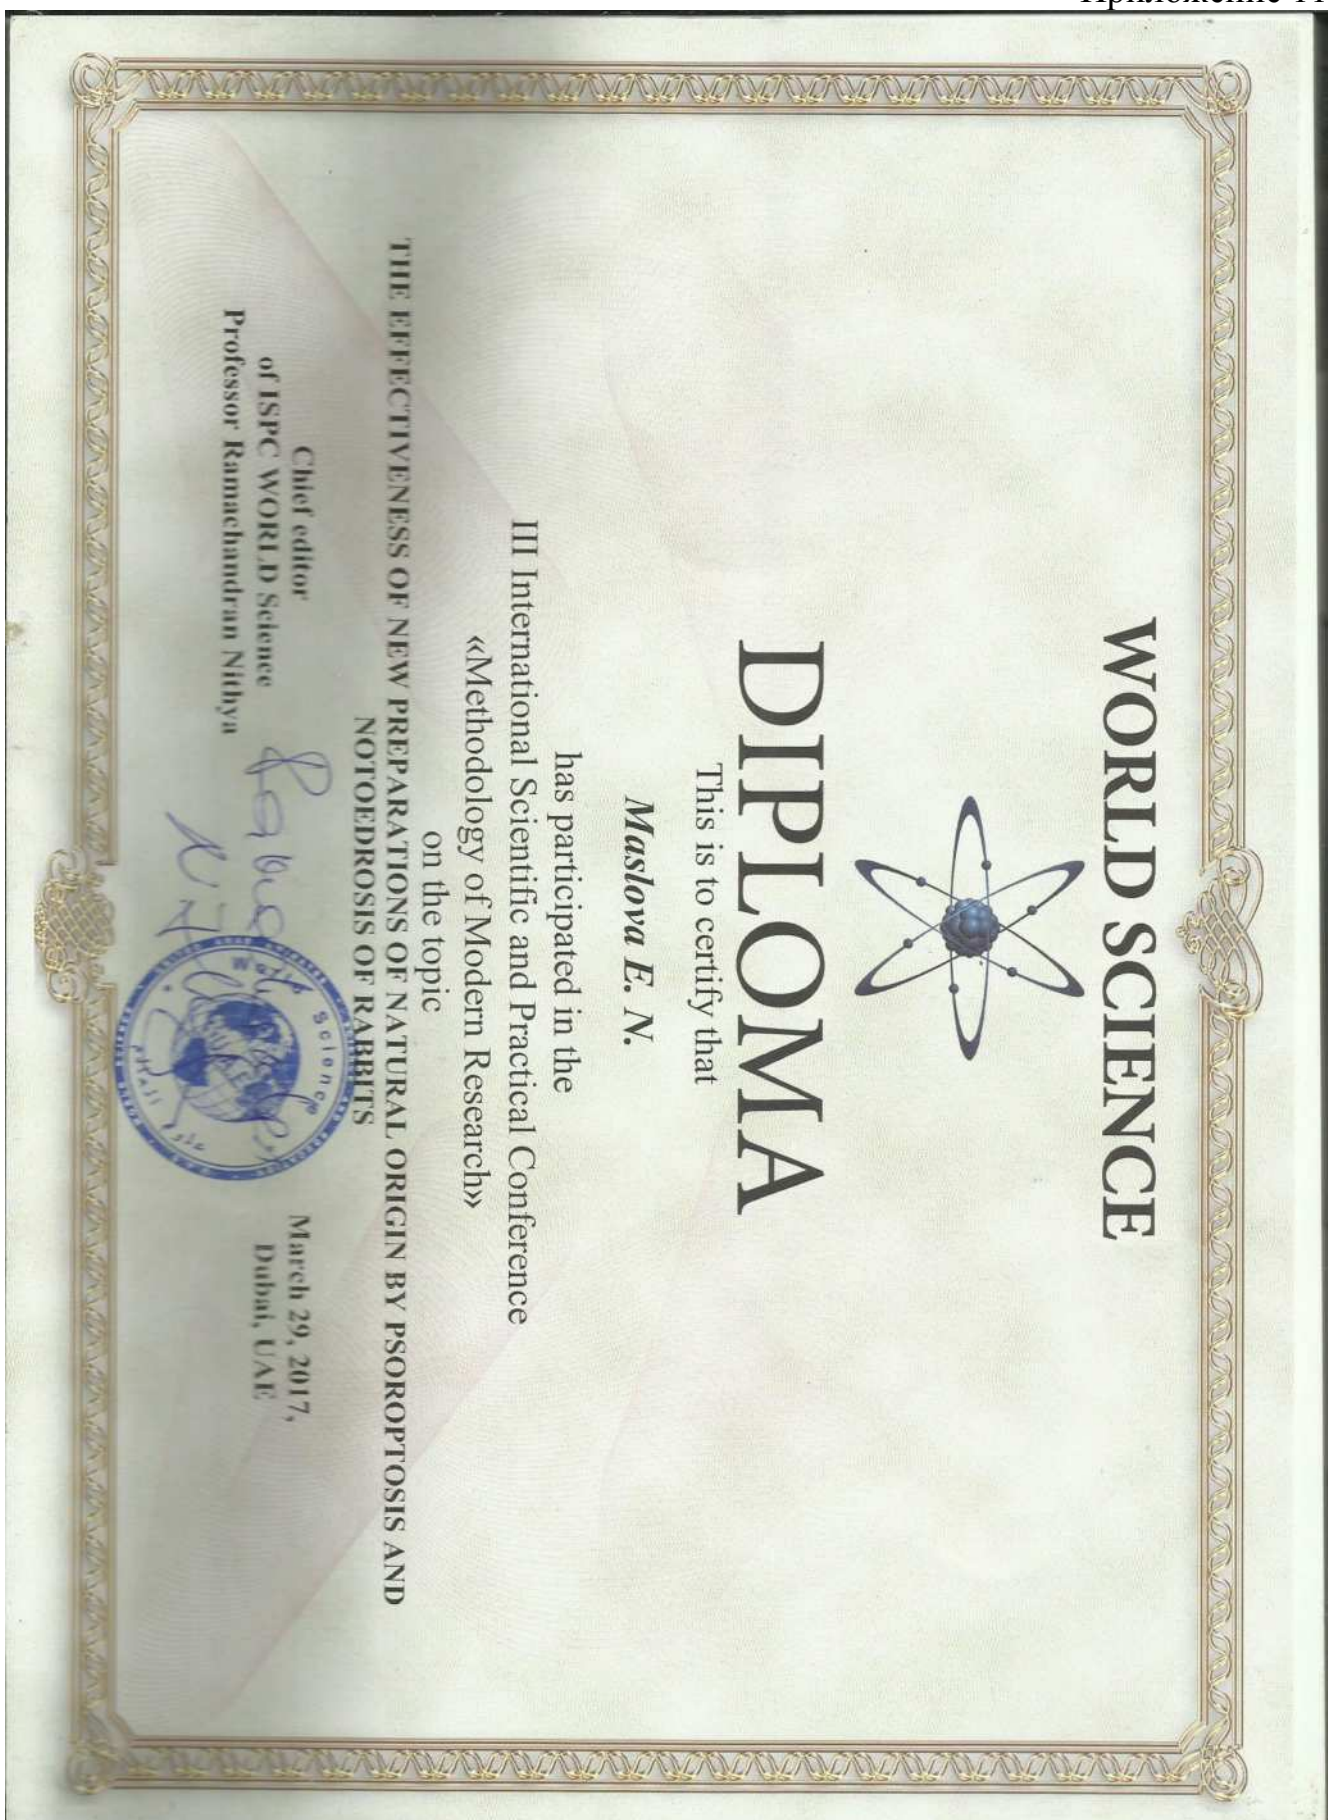 WORLD SCIENCE
DIPLOMA
This is to certify that
Maslova E. N.
has participated in the
III International Scientific and Practical Conference
«Methodology of Modern Research»
on the topic
THE EFFECTIVENESS OF NEW PREPARATIONS OF NATURAL ORIGIN BY PSOROPTOSIS AND
NOTOEDROSIS OF RABBITS
Chief editor
of ISPC WORLD Science
Professor Ramachandran Nithya
World Science
علوم العالم
March 29, 2017,
Dubai, UAE